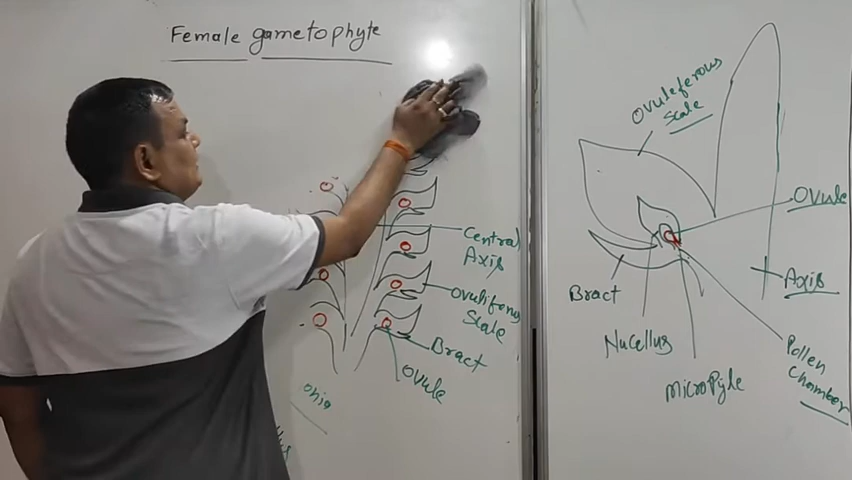 Female gametophyte
Central
Axis
Ovuliferous
Scale
Bract
Ovule
Ovuleferous
Scale
Ovule
Axis
Bract
Nucellus
Micropyle
Pollen
Chamber